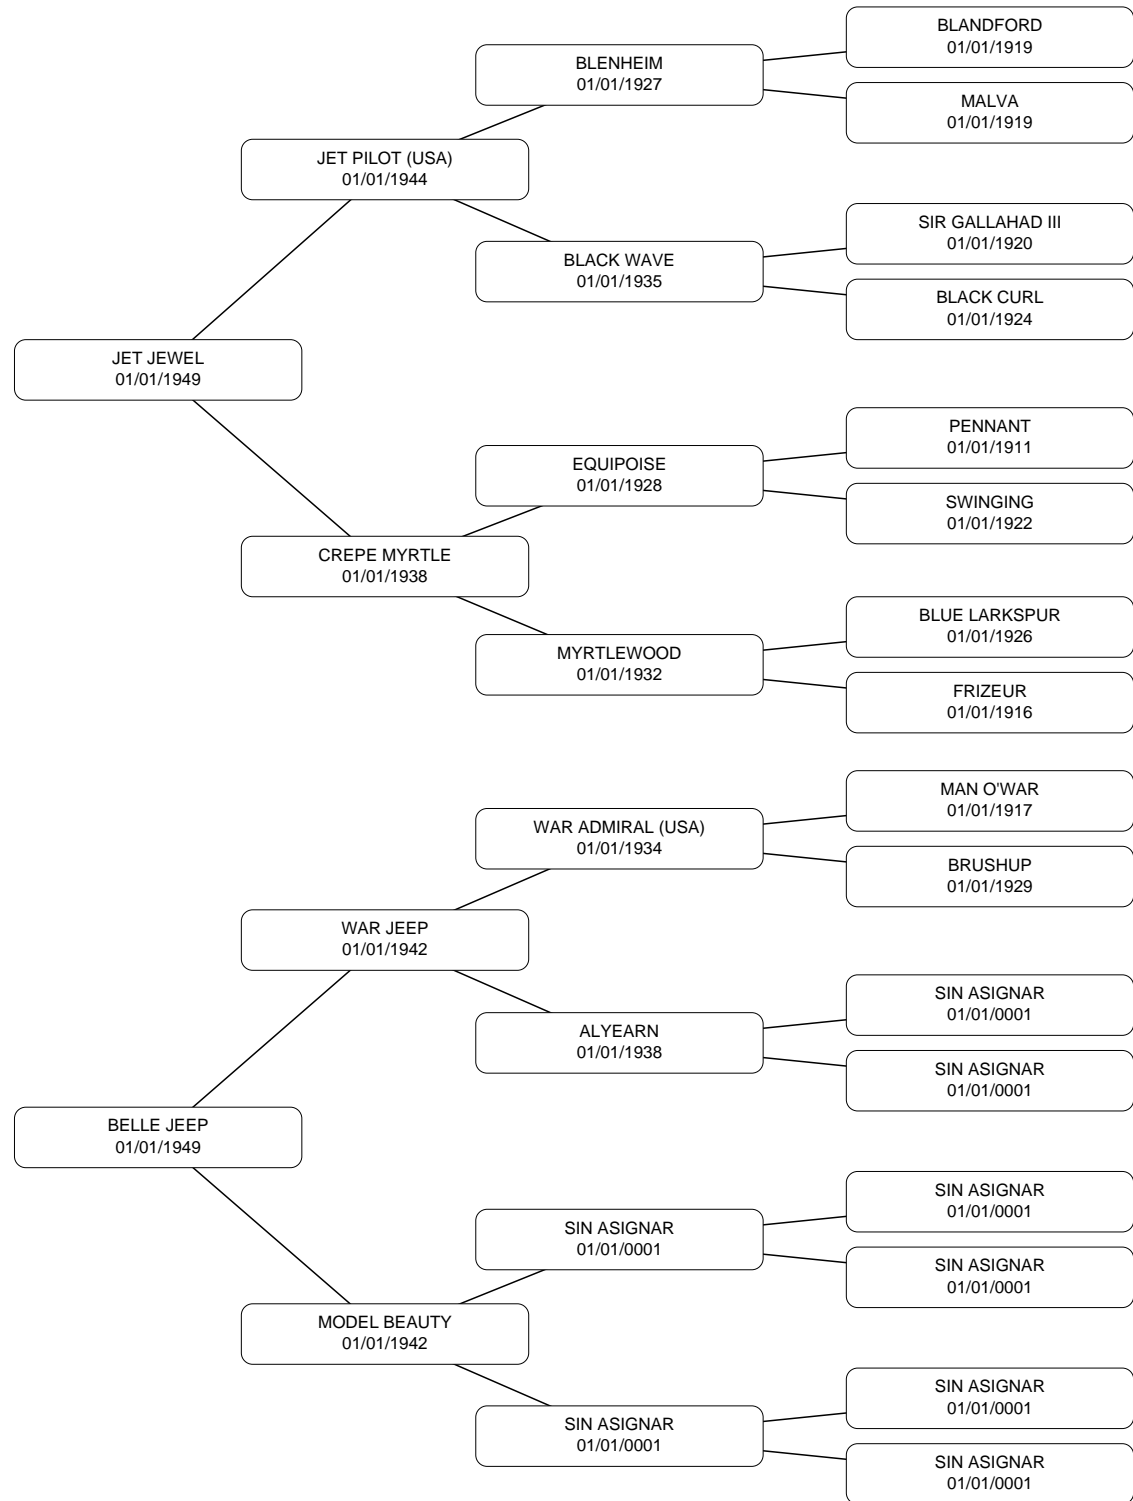 BLANDFORD
01/01/1919
BLENHEIM
01/01/1927
MALVA
01/01/1919
JET PILOT (USA)
01/01/1944
SIR GALLAHAD III
01/01/1920
BLACK WAVE
01/01/1935
BLACK CURL
01/01/1924
JET JEWEL
01/01/1949
PENNANT
01/01/1911
EQUIPOISE
01/01/1928
SWINGING
01/01/1922
CREPE MYRTLE
01/01/1938
BLUE LARKSPUR
01/01/1926
MYRTLEWOOD
01/01/1932
FRIZEUR
01/01/1916
MAN O'WAR
01/01/1917
WAR ADMIRAL (USA)
01/01/1934
BRUSHUP
01/01/1929
WAR JEEP
01/01/1942
SIN ASIGNAR
01/01/0001
ALYEARN
01/01/1938
SIN ASIGNAR
01/01/0001
BELLE JEEP
01/01/1949
SIN ASIGNAR
01/01/0001
SIN ASIGNAR
01/01/0001
SIN ASIGNAR
01/01/0001
MODEL BEAUTY
01/01/1942
SIN ASIGNAR
01/01/0001
SIN ASIGNAR
01/01/0001
SIN ASIGNAR
01/01/0001